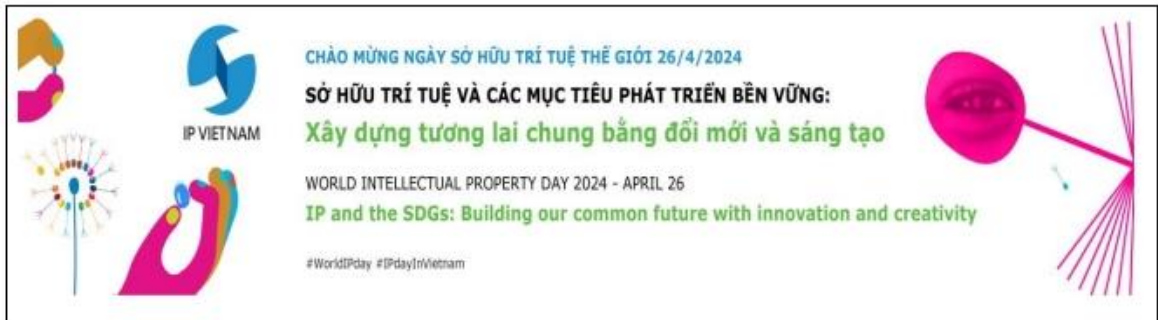 IP VIETNAM
CHÀO MỪNG NGÀY SỞ HỮU TRÍ TUỆ THẾ GIỚI 26/4/2024
SỞ HỮU TRÍ TUỆ VÀ CÁC MỤC TIÊU PHÁT TRIỂN BỀN VỮNG:
Xây dựng tương lai chung bằng đổi mới và sáng tạo
WORLD INTELLECTUAL PROPERTY DAY 2024 - APRIL 26
IP and the SDGs: Building our common future with innovation and creativity
#WorldIPday #IPdayInVietnam